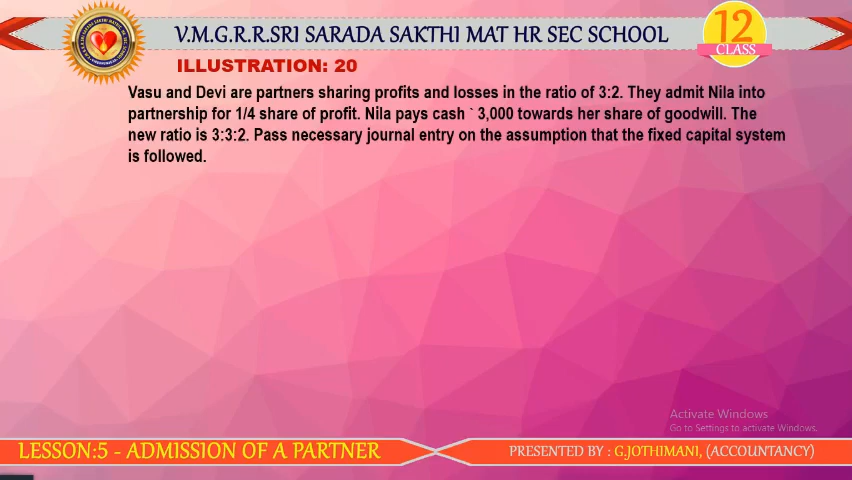 V.M.G.R.R.SRI SARADA SAKTHI MAT HR SEC SCHOOL
12
CLASS
ILLUSTRATION: 20
Vasu and Devi are partners sharing profits and losses in the ratio of 3:2. They admit Nila into
partnership for 1/4 share of profit. Nila pays cash ` 3,000 towards her share of goodwill. The
new ratio is 3:3:2. Pass necessary journal entry on the assumption that the fixed capital system
is followed.
Activate Windows
Go to Settings to activate Windows.
LESSON:5 - ADMISSION OF A PARTNER
PRESENTED BY : G.JOTHIMANI, (ACCOUNTANCY)